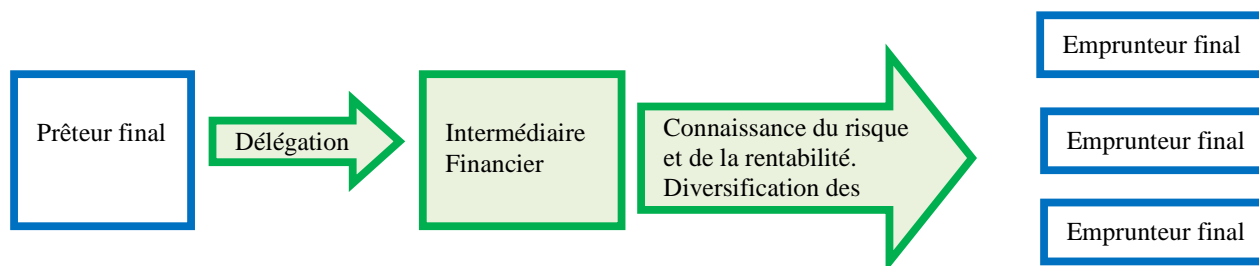 Prêteur final
Délégation
Intermédiaire
Financier
Connaissance du risque
et de la rentabilité.
Diversification des
Emprunteur final
Emprunteur final
Emprunteur final